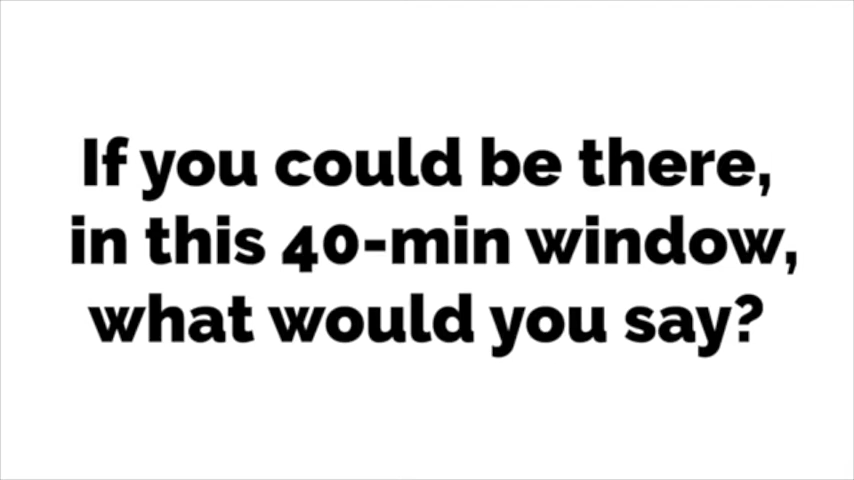 If you could be there,
in this 40-min window,
what would you say?